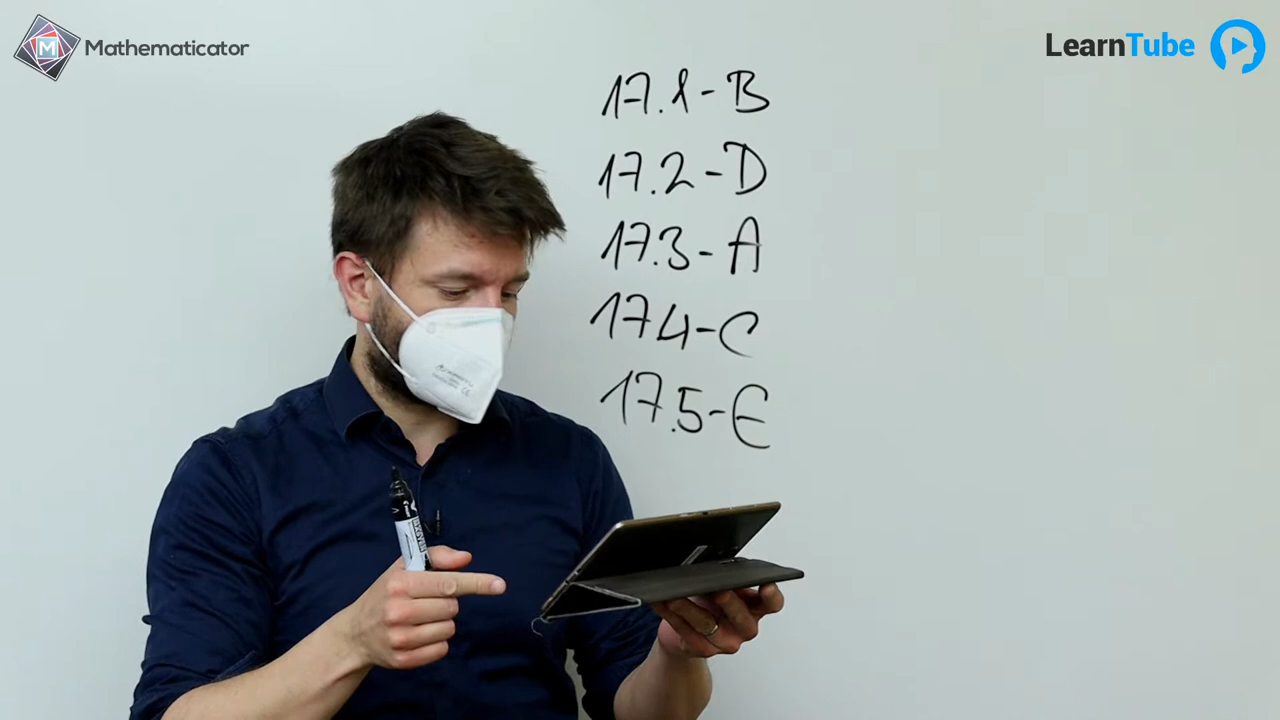 Mathematicator
LearnTube
17.1-B
17.2-D
17.3-A
17.4-C
17.5-E